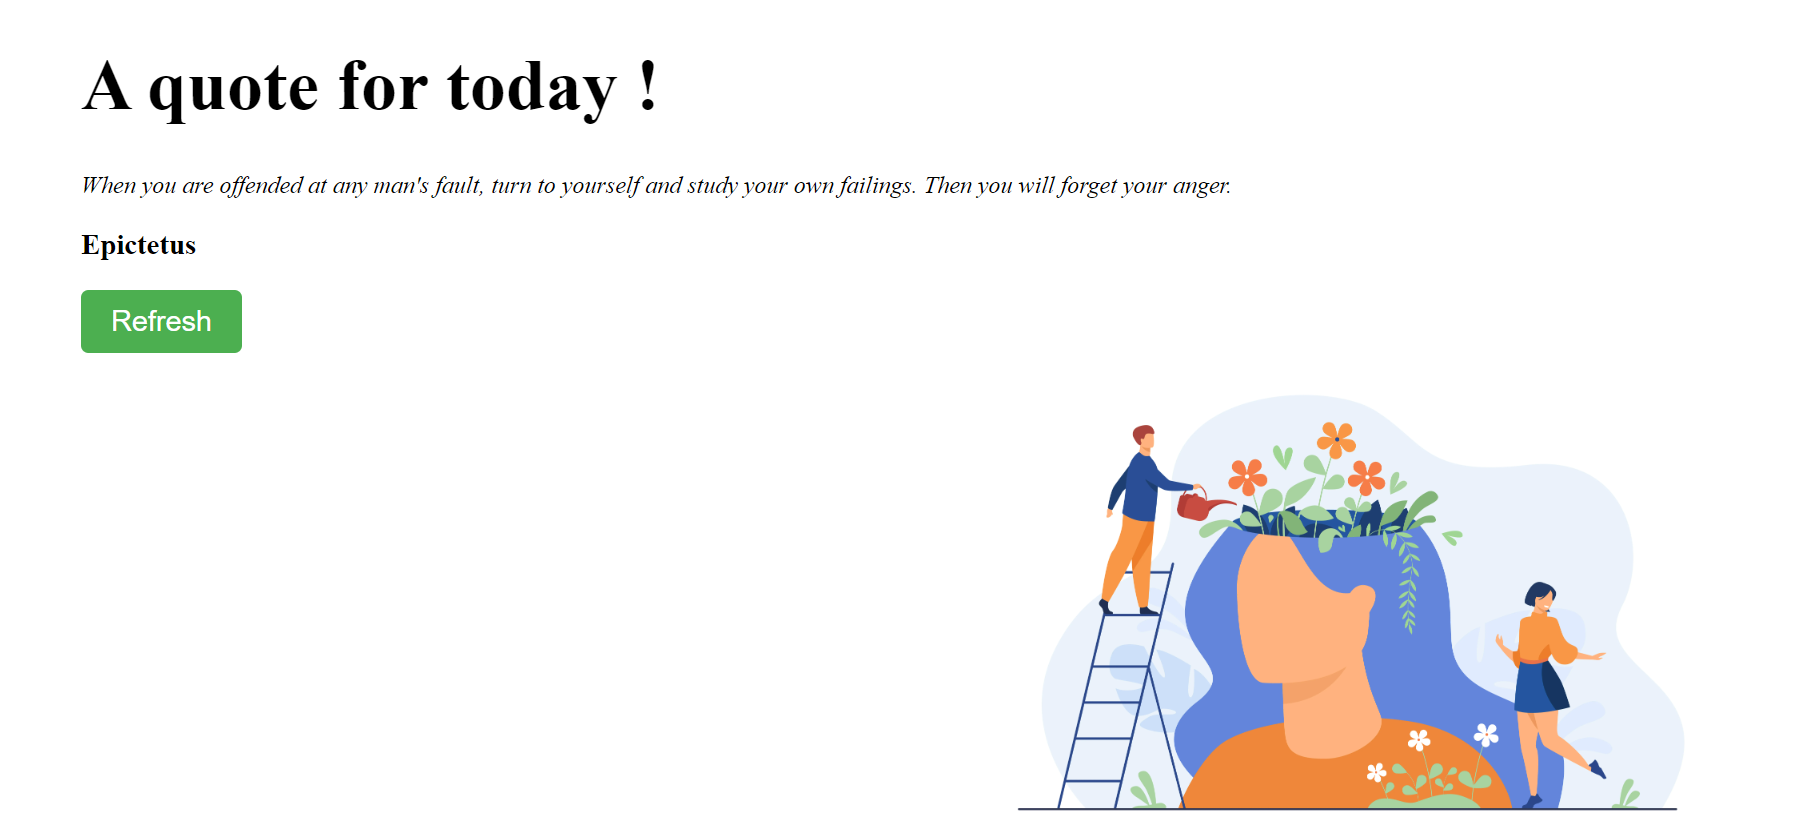 A quote for today !
When you are offended at any man's fault, turn to yourself and study your own failings. Then you will forget your anger.
Epictetus
Refresh